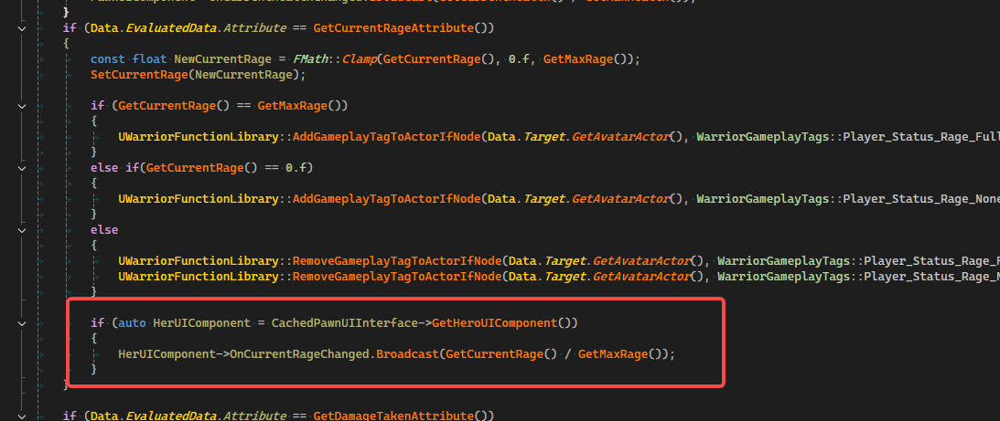 }
if (Data.EvaluatedData.Attribute == GetCurrentRageAttribute())
{
const float NewCurrentRage = FMath::Clamp(GetCurrentRage(), 0.f, GetMaxRage());
SetCurrentRage(NewCurrentRage);
if (GetCurrentRage() == GetMaxRage())
{
UWarriorFunctionLibrary::AddGameplayTagToActorIfNode(Data.Target.GetAvatarActor(), WarriorGameplayTags::Player_Status_Rage_Full
}
else if(GetCurrentRage() == 0.f)
{
UWarriorFunctionLibrary::AddGameplayTagToActorIfNode(Data.Target.GetAvatarActor(), WarriorGameplayTags::Player_Status_Rage_None
}
else
{
UWarriorFunctionLibrary::RemoveGameplayTagToActorIfNode(Data.Target.GetAvatarActor(), WarriorGameplayTags::Player_Status_Rage_F
UWarriorFunctionLibrary::RemoveGameplayTagToActorIfNode(Data.Target.GetAvatarActor(), WarriorGameplayTags::Player_Status_Rage_N
}
if (auto HerUIComponent = CachedPawnUIInterface->GetHeroUIComponent())
{
HerUIComponent->OnCurrentRageChanged.Broadcast(GetCurrentRage() / GetMaxRage());
}
}
if (Data.EvaluatedData.Attribute == GetDamageTakenAttribute())